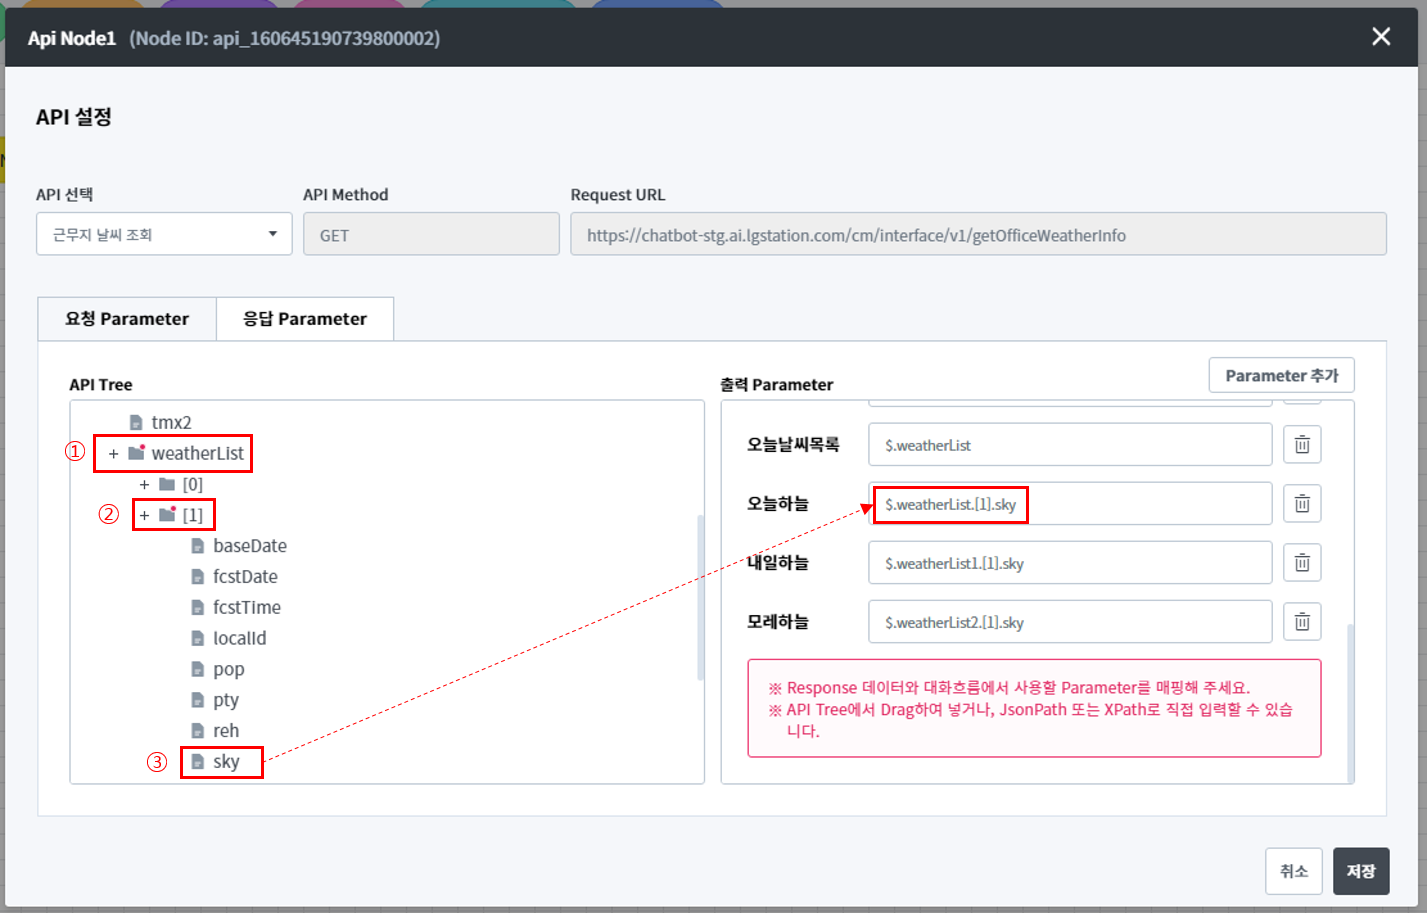 Api Node1 (Node ID: api_160645190739800002)
API 설정
API 선택
API Method
Request URL
근무지 날씨 조회
GET
https://chatbot-stg.ai.lgstation.com/cm/interface/v1/getOfficeWeatherInfo
요청 Parameter
응답 Parameter
API Tree
tmx2
① + weatherList
+ [0]
② + [1]
baseDate
fcstDate
fcstTime
localId
pop
pty
reh
③ sky
출력 Parameter
Parameter 추가
오늘날씨목록 $.weatherList
오늘하늘 $.weatherList.[1].sky
내일하늘 $.weatherList1.[1].sky
모레하늘 $.weatherList2.[1].sky
※ Response 데이터와 대화흐름에서 사용할 Parameter를 매핑해 주세요.
※ API Tree에서 Drag하여 넣거나, JsonPath 또는 XPath로 직접 입력할 수 있습
니다.
취소
저장